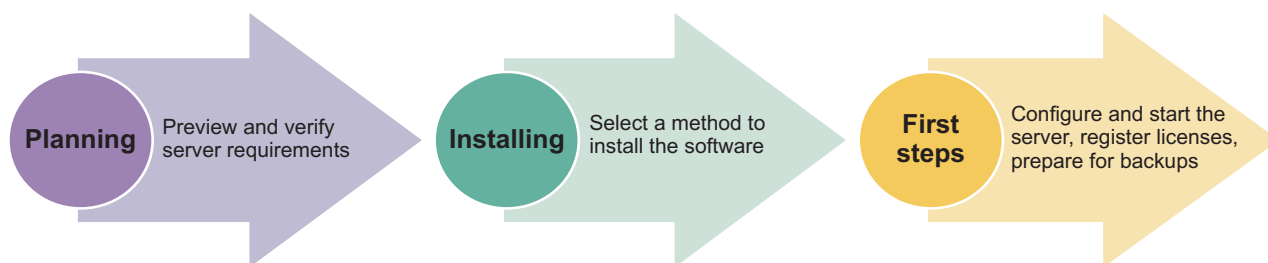 Planning
Preview and verify
server requirements
Installing
Select a method to
install the software
First
steps
Configure and start the
server, register licenses,
prepare for backups